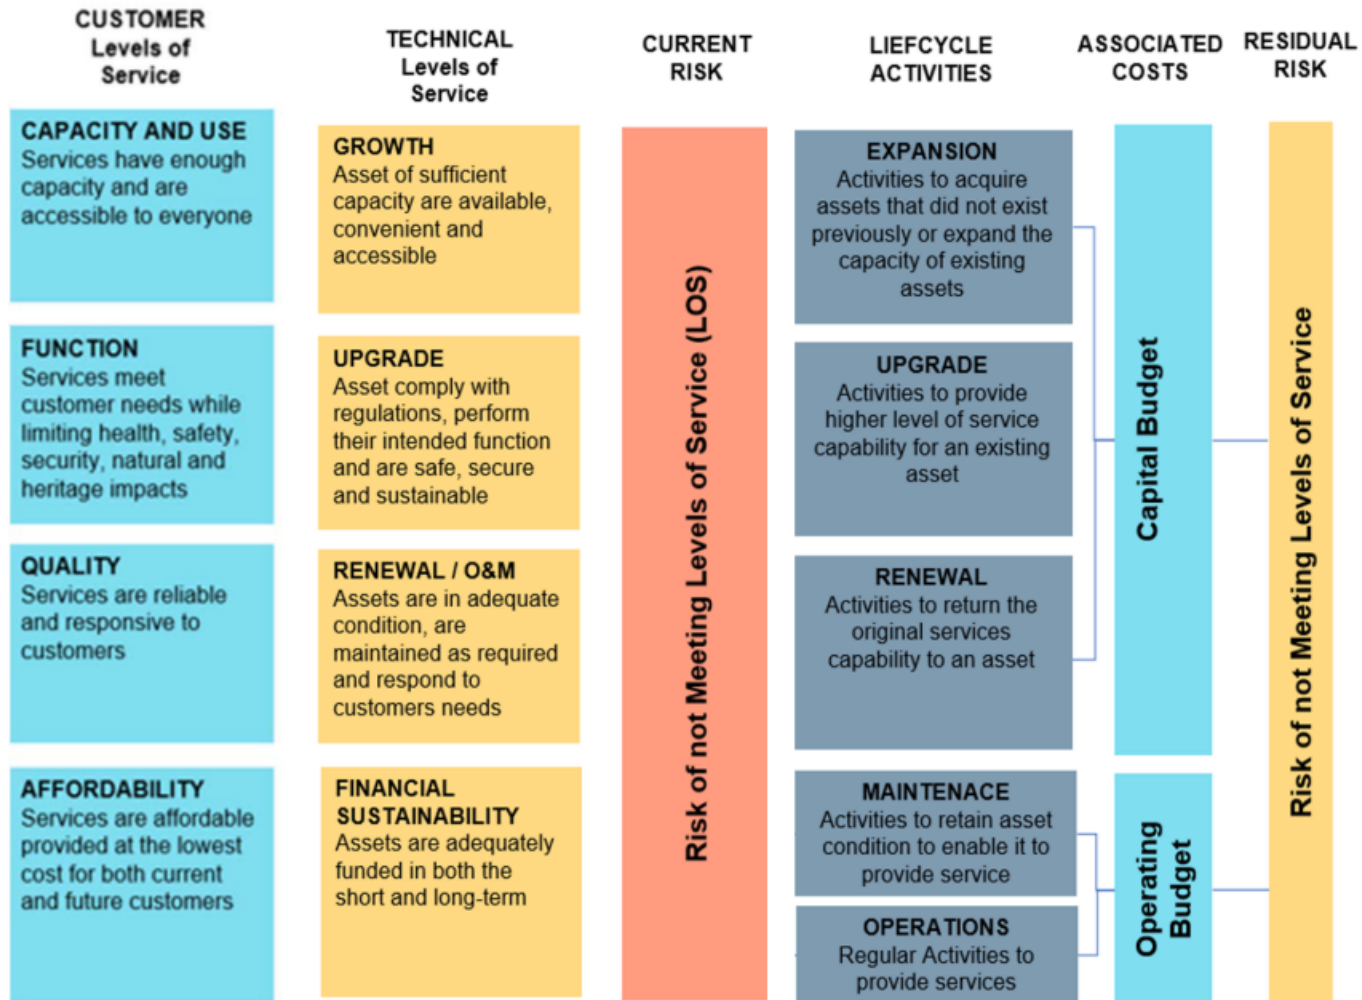 CUSTOMER
Levels of
Service
TECHNICAL
Levels of
Service
CURRENT
RISK
LIEFCYCLE
ACTIVITIES
ASSOCIATED
COSTS
RESIDUAL
RISK
CAPACITY AND USE
Services have enough
capacity and are
accessible to everyone
FUNCTION
Services meet
customer needs while
limiting health, safety,
security, natural and
heritage impacts
QUALITY
Services are reliable
and responsive to
customers
AFFORDABILITY
Services are affordable
provided at the lowest
cost for both current
and future customers
GROWTH
Asset of sufficient
capacity are available,
convenient and
accessible
UPGRADE
Asset comply with
regulations, perform
their intended function
and are safe, secure
and sustainable
RENEWAL / O&M
Assets are in adequate
condition, are
maintained as required
and respond to
customers needs
FINANCIAL
SUSTAINABILITY
Assets are adequately
funded in both the
short and long-term
Risk of not Meeting Levels of Service (LOS)
EXPANSION
Activities to acquire
assets that did not exist
previously or expand the
capacity of existing
assets
UPGRADE
Activities to provide
higher level of service
capability for an existing
asset
RENEWAL
Activities to return the
original services
capability to an asset
MAINTENACE
Activities to retain asset
condition to enable it to
provide service
OPERATIONS
Regular Activities to
provide services
Capital Budget
Operating
Budget
Risk of not Meeting Levels of Service